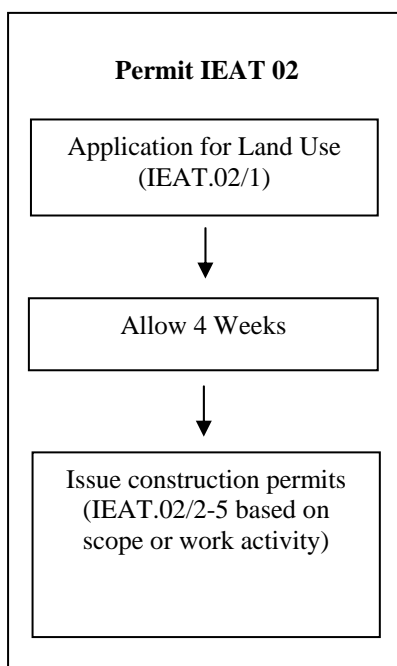 Permit IEAT 02
Application for Land Use
(IEAT.02/1)
Allow 4 Weeks
Issue construction permits
(IEAT.02/2-5 based on
scope or work activity)